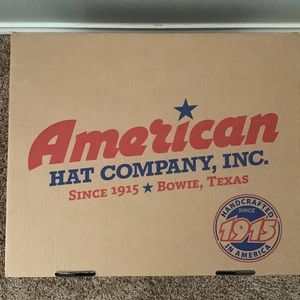 American
HAT COMPANY, INC.
SINCE 1915 ★ BOWIE, TEXAS
HANDCRAFTED
SINCE
1915
IN AMERICA